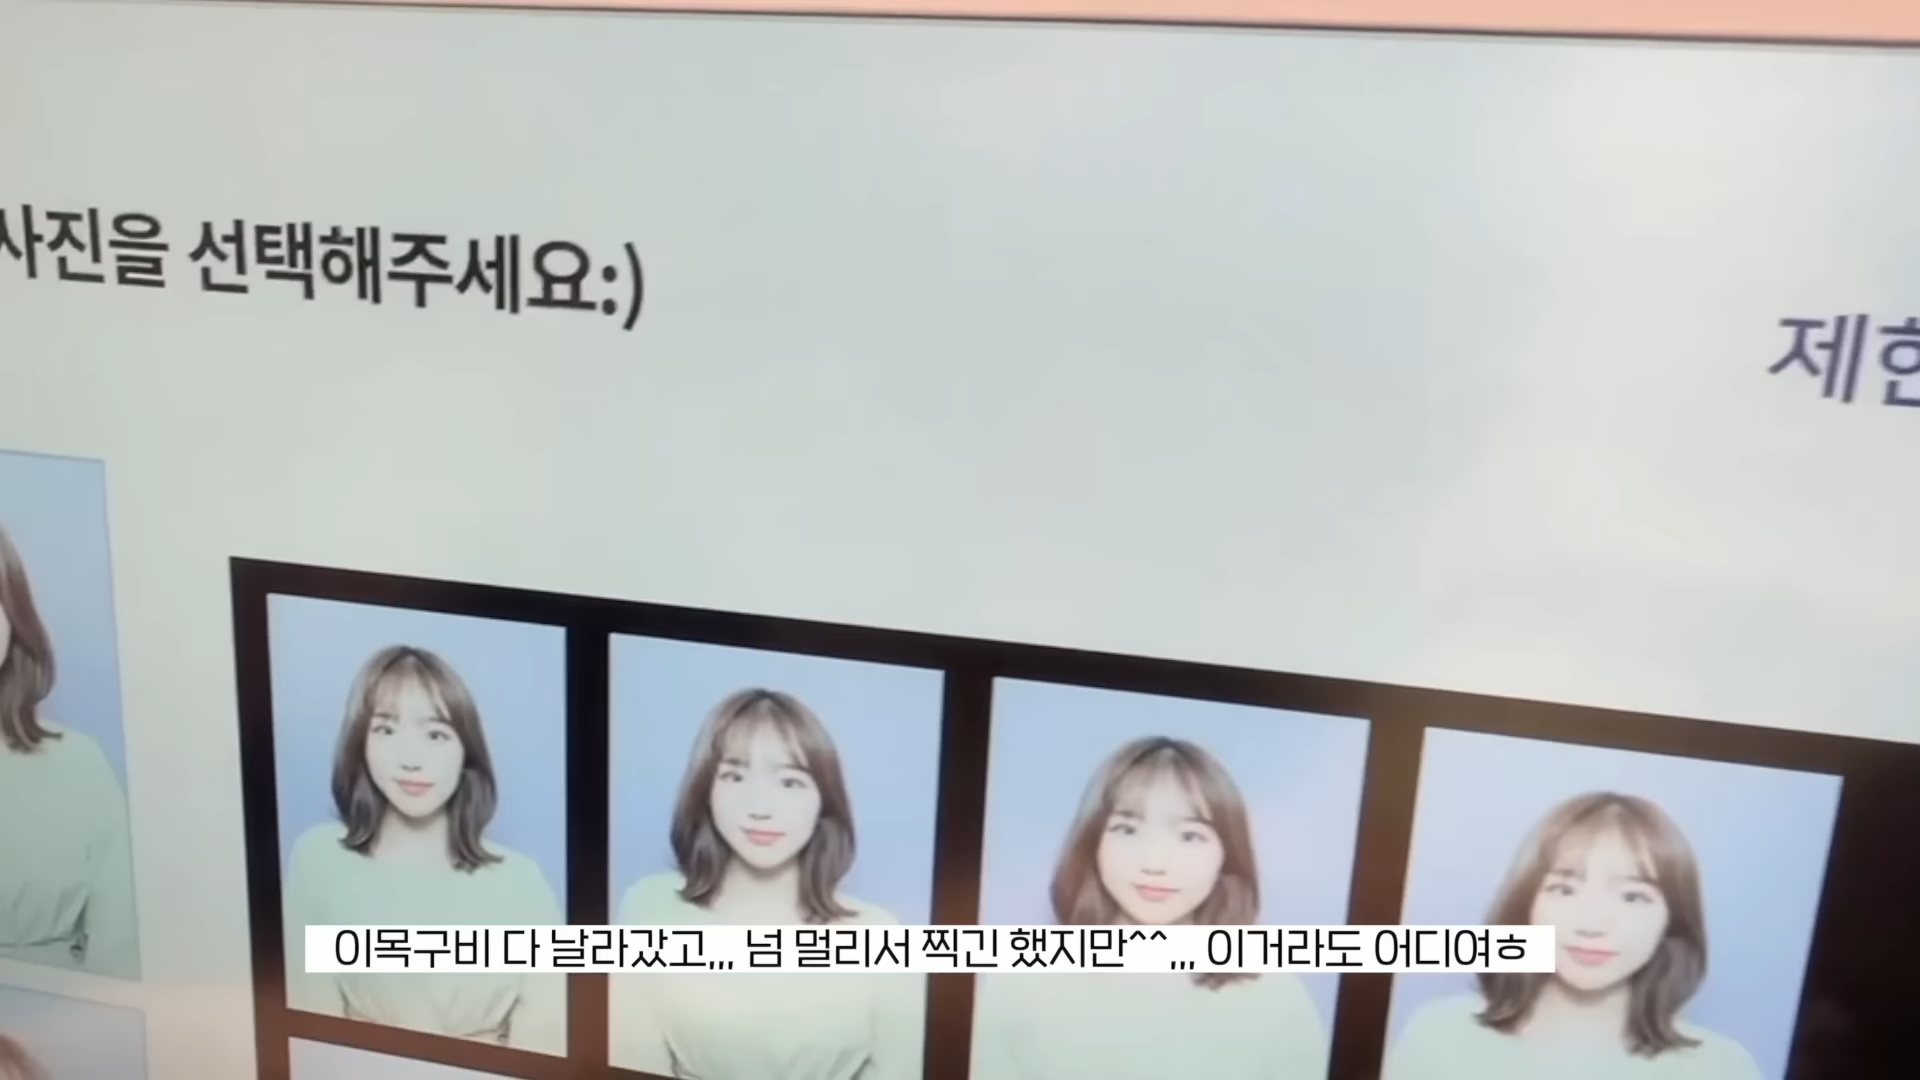 사진을 선택해주세요:)
이목구비 다 날라갔고,,, 넘 멀리서 찍긴 했지만^^,,, 이거라도 어디여ㅎ